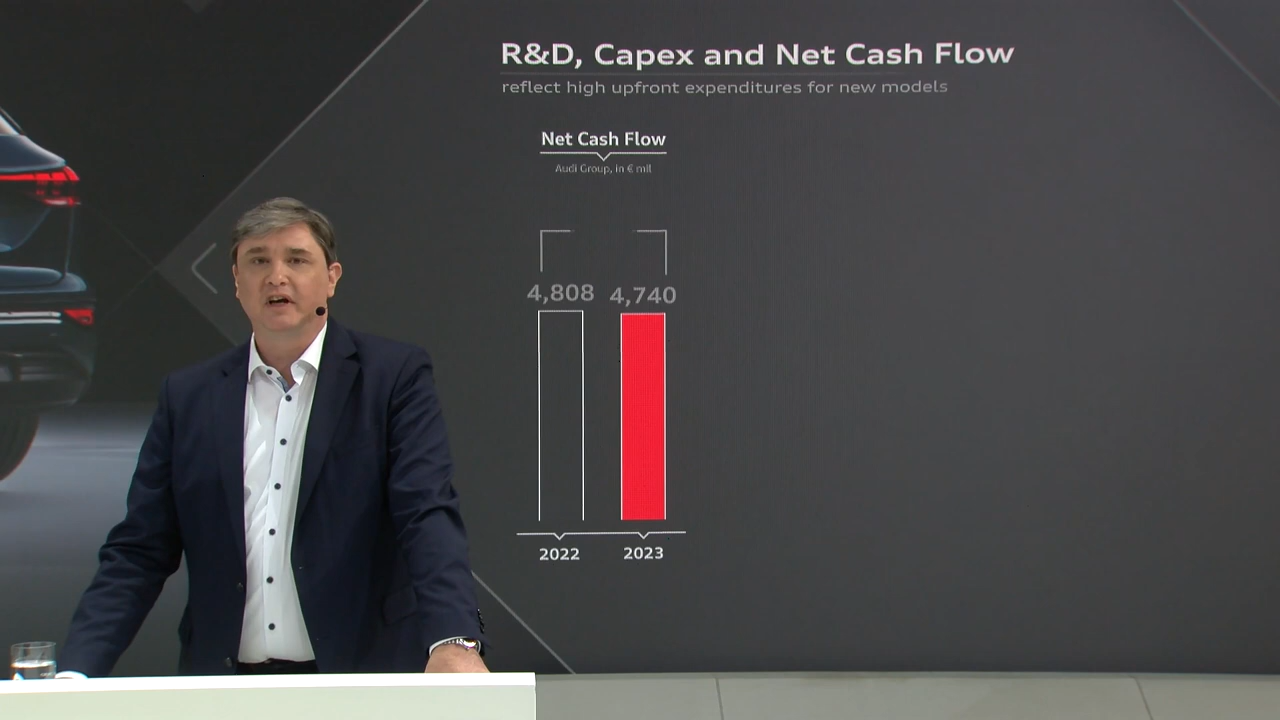 R&D, Capex and Net Cash Flow
reflect high upfront expenditures for new models
Net Cash Flow
Audi Group, in € mil
4,808 4,740
2022 2023